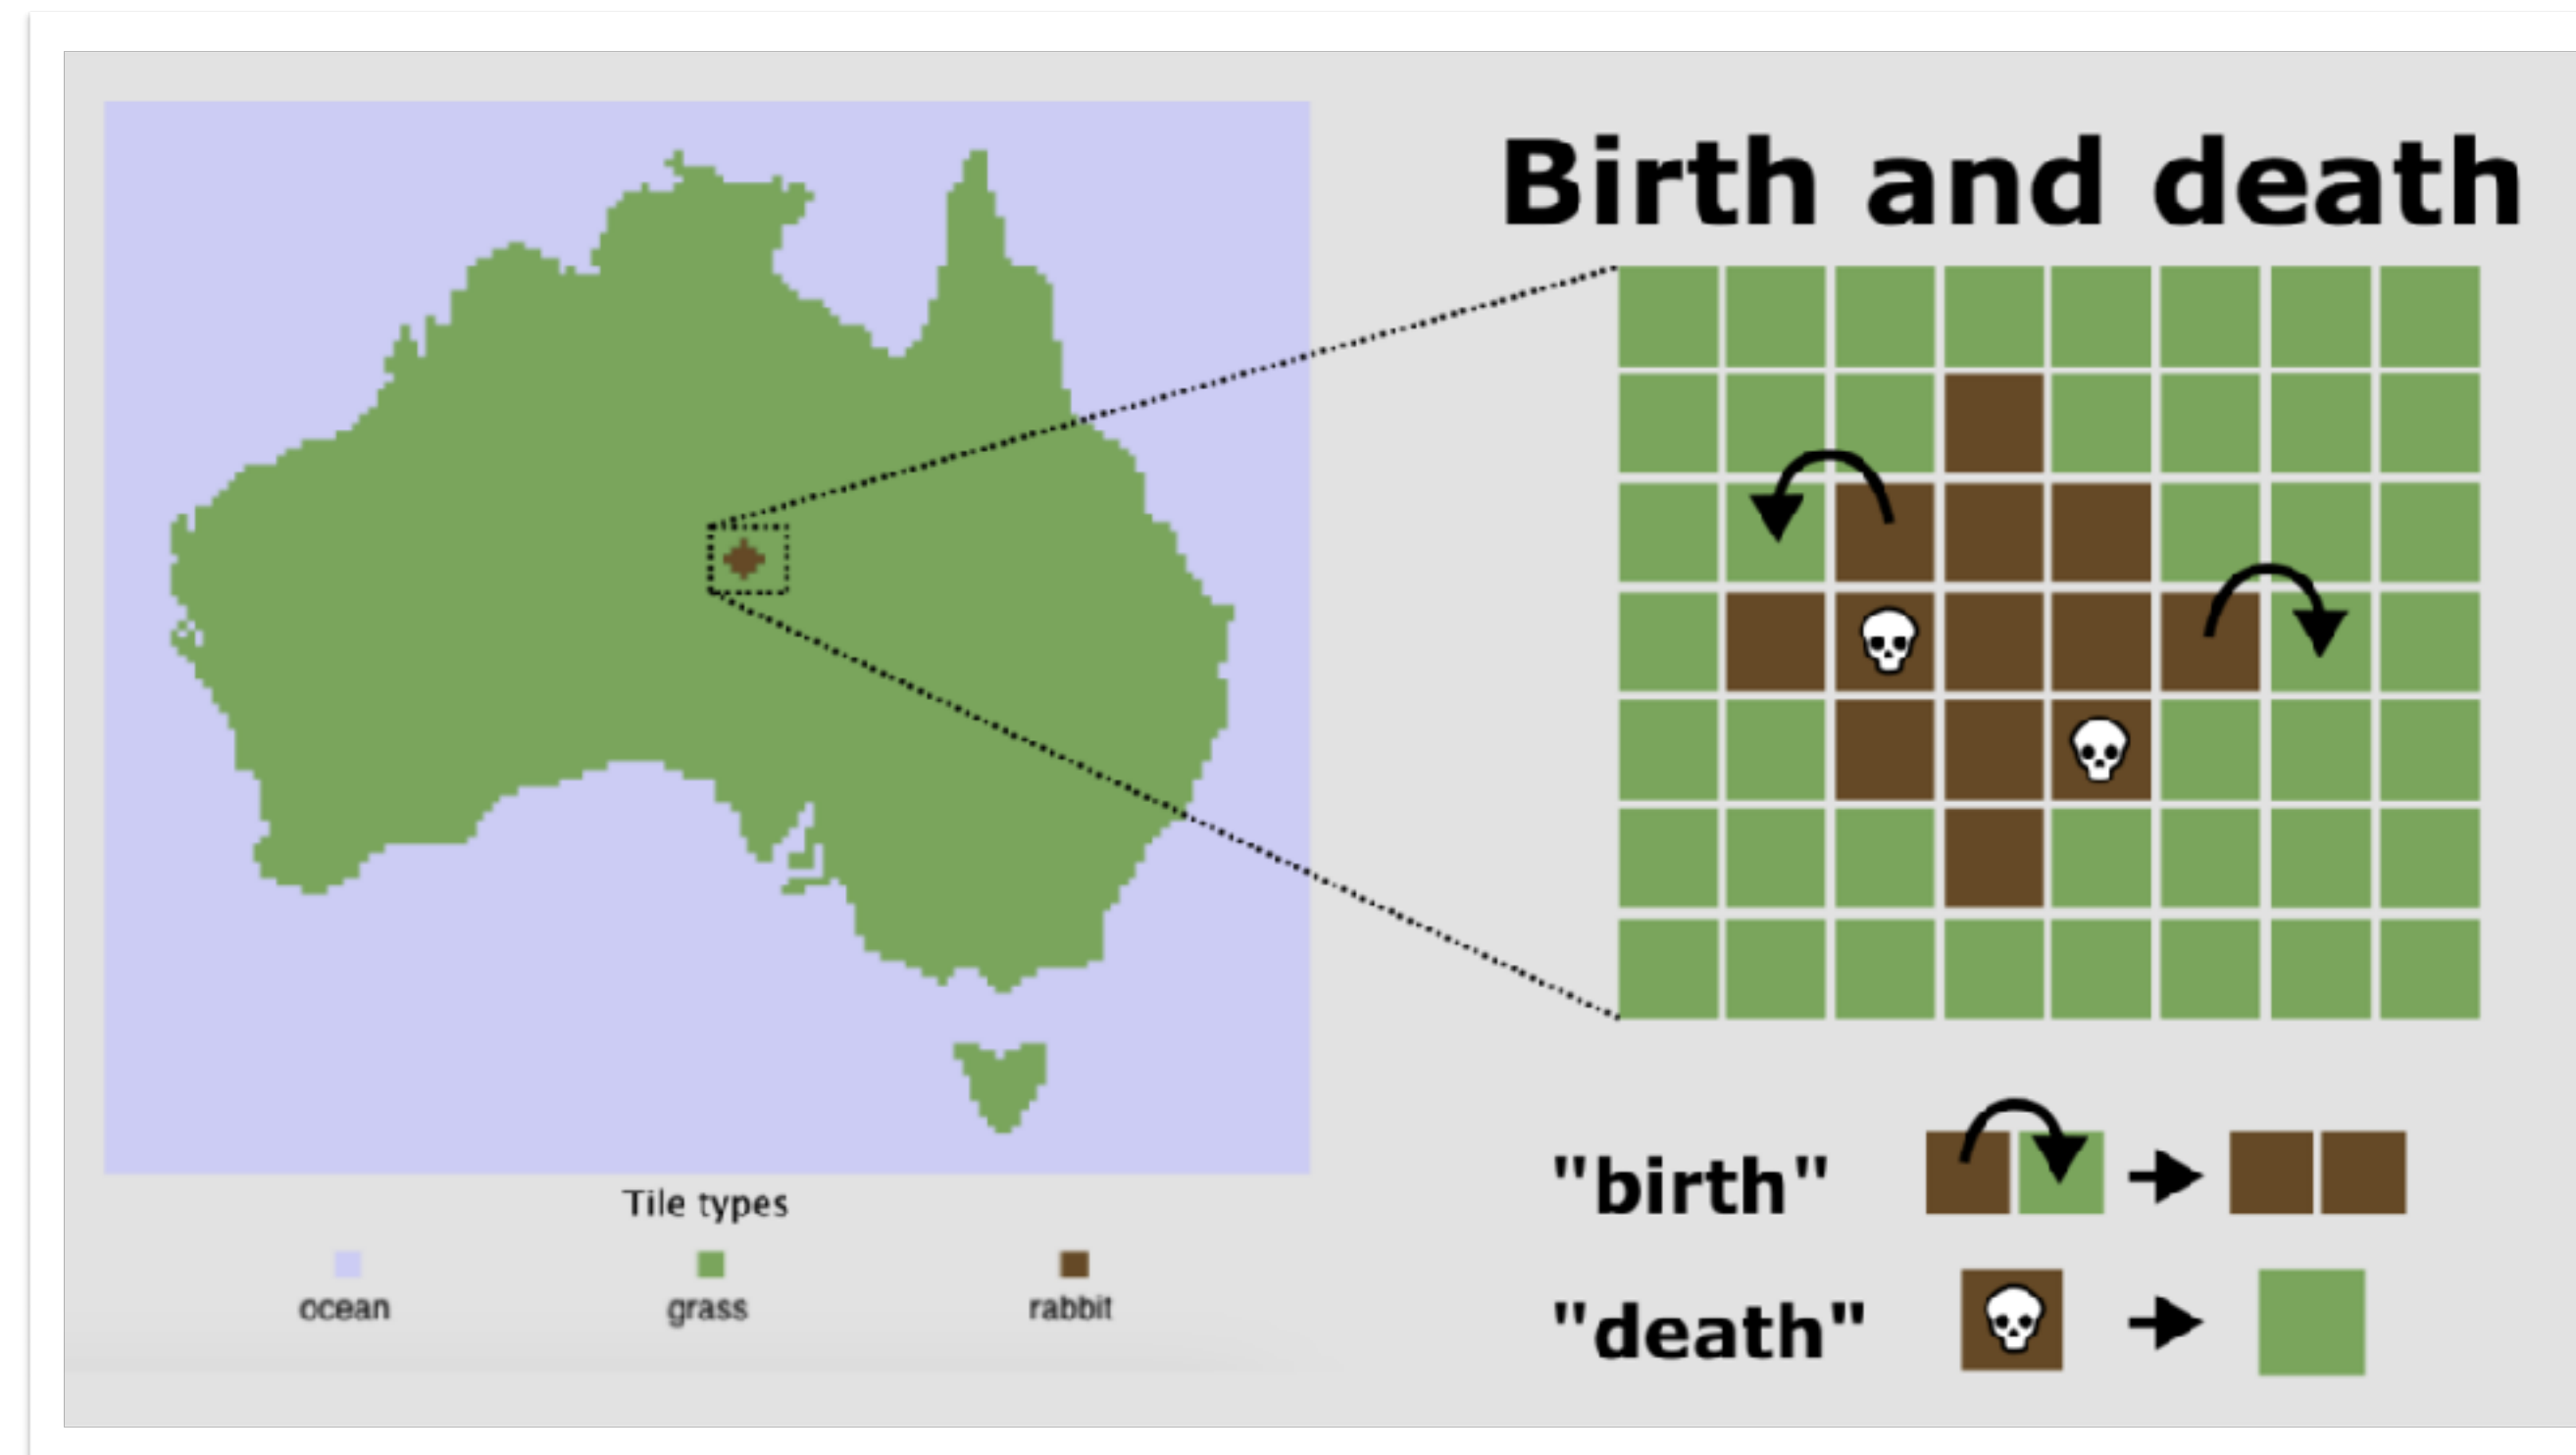 Birth and death
Tile types
ocean grass rabbit
"birth"
"death"